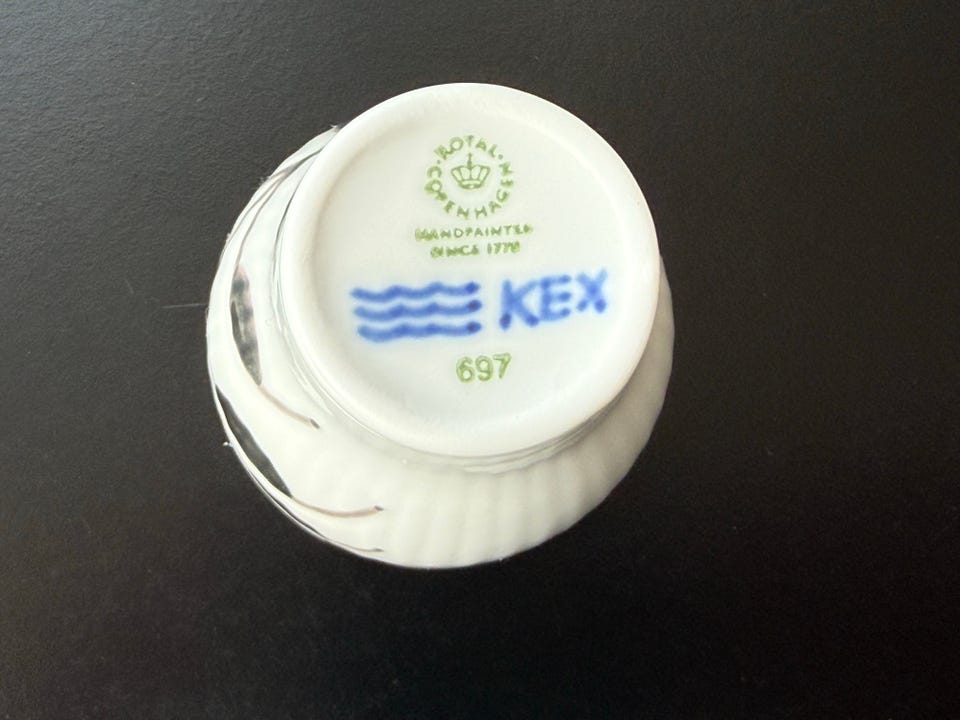 ROYAL · COPENHAGEN ·
HANDPAINTED
SINCE 1775
KEX
697